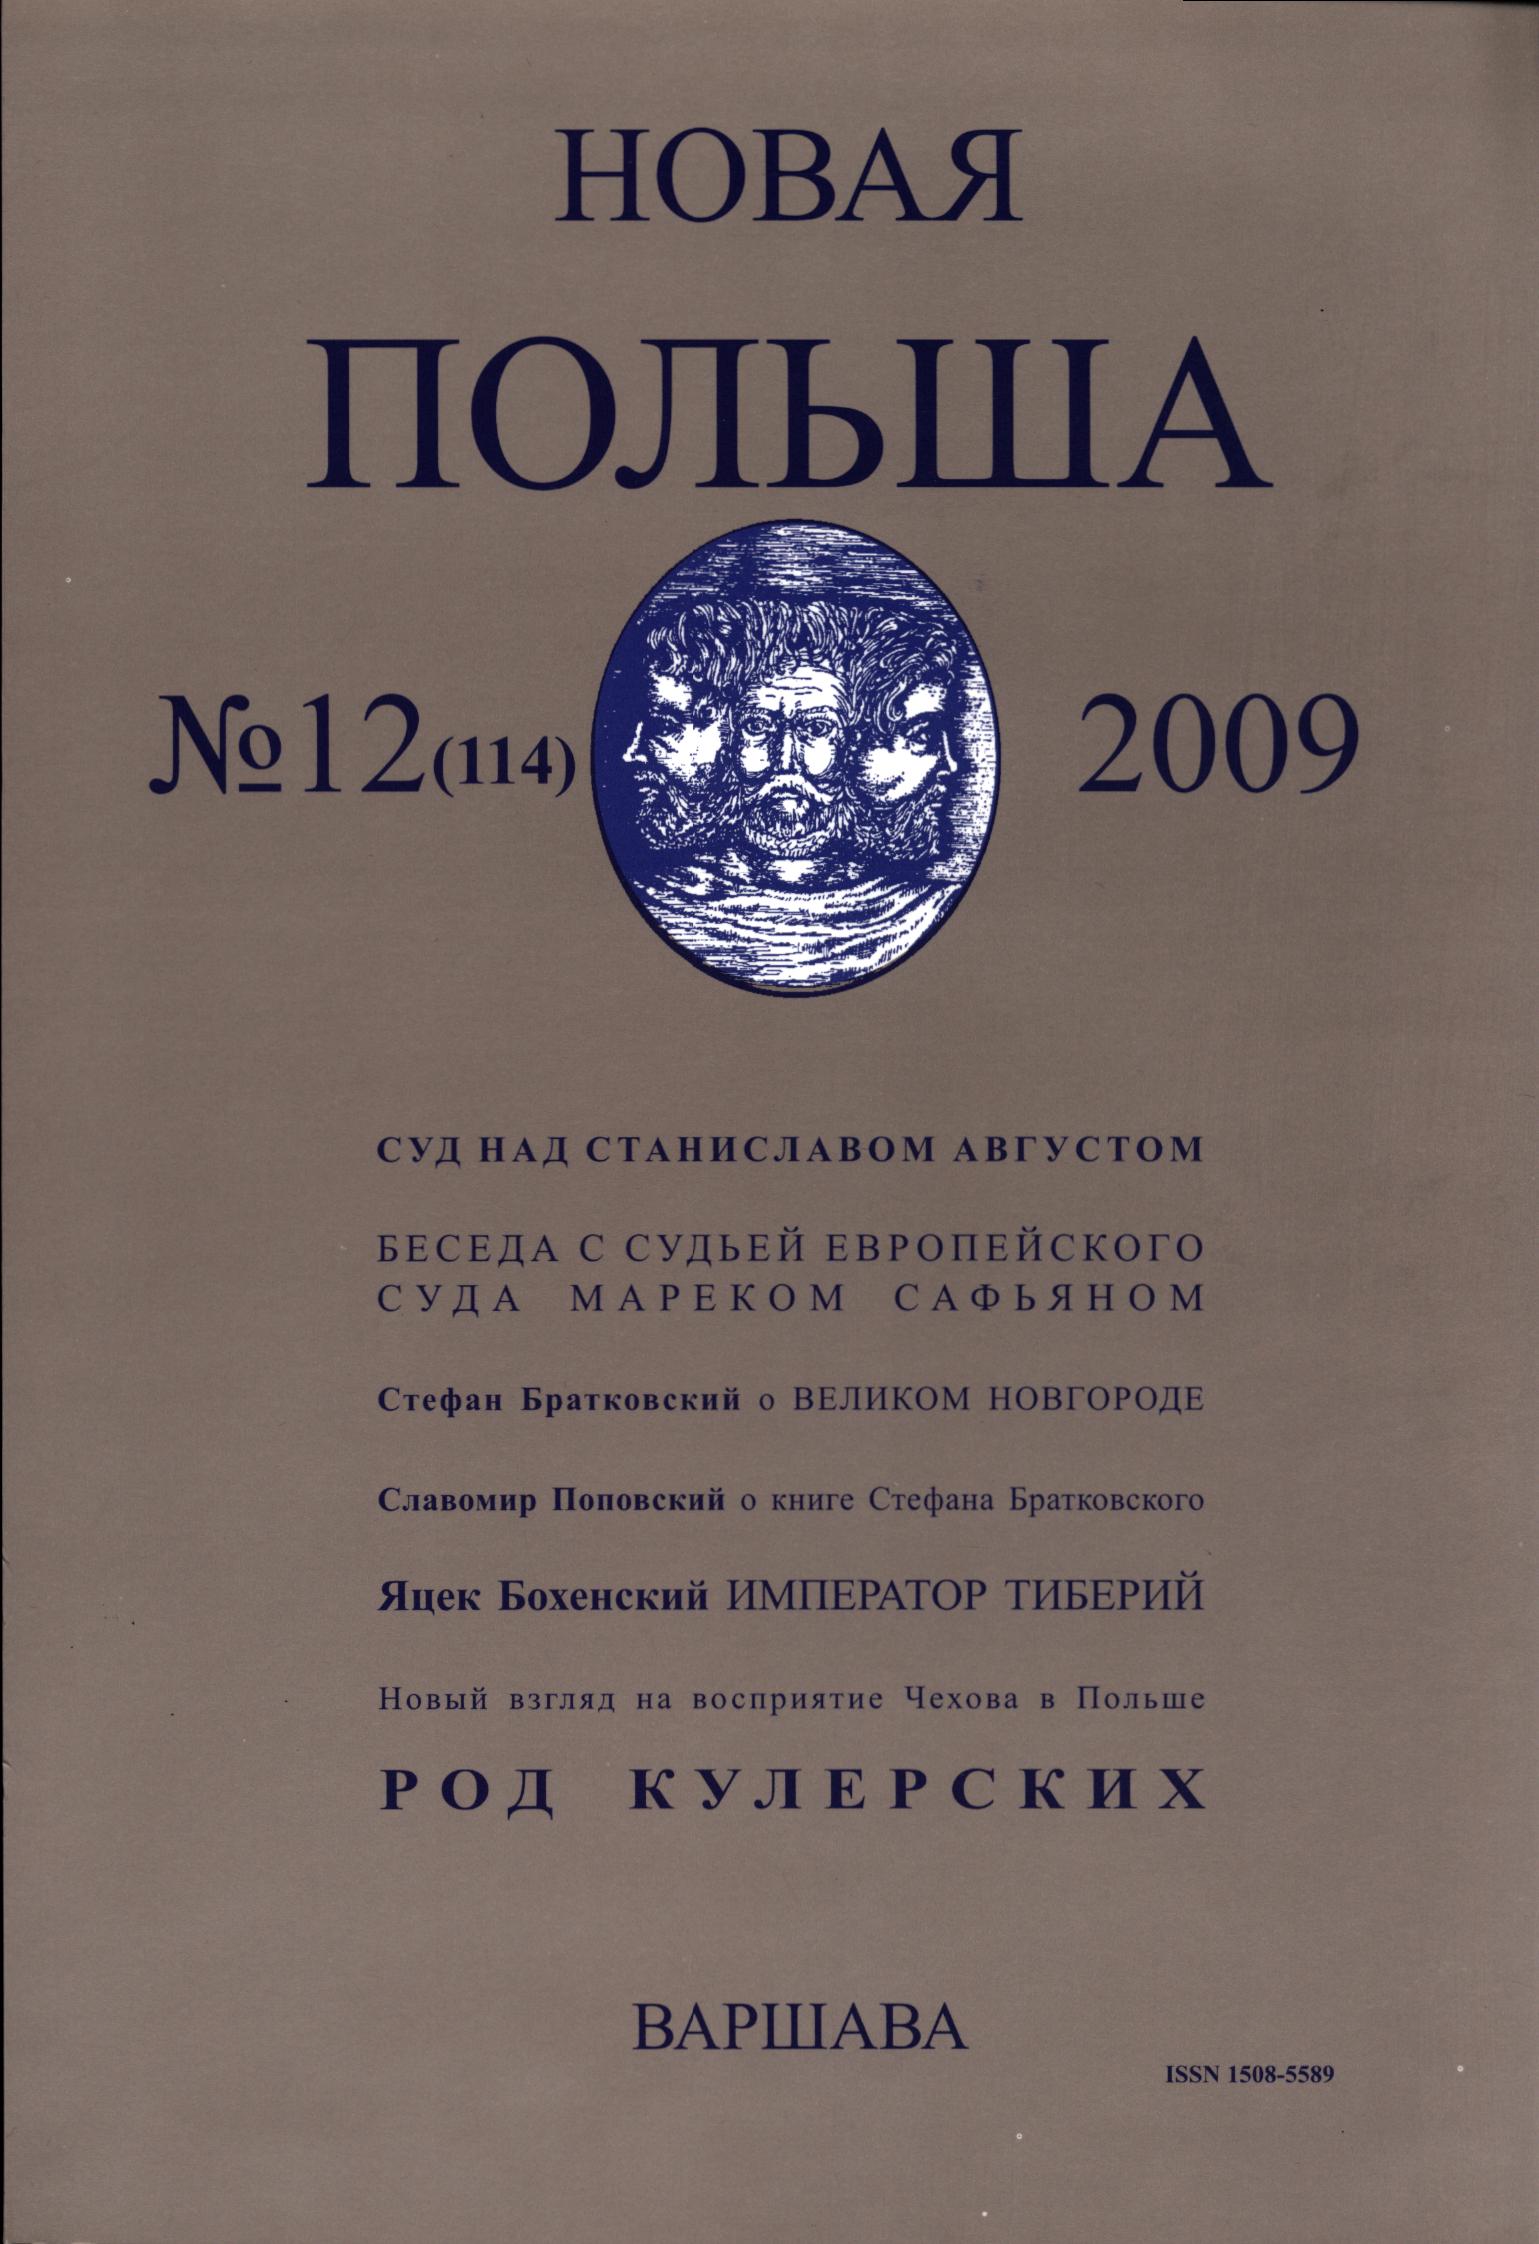 НОВАЯ
ПОЛЬША
№12(114) 2009
СУД НАД СТАНИСЛАВОМ АВГУСТОМ
БЕСЕДА С СУДЬЕЙ ЕВРОПЕЙСКОГО
СУДА МАРЕКОМ САФЬЯНОМ
Стефан Братковский о ВЕЛИКОМ НОВГОРОДЕ
Славомир Поповский о книге Стефана Братковского
Яцек Бохенский ИМПЕРАТОР ТИБЕРИЙ
Новый взгляд на восприятие Чехова в Польше
РОД КУЛЕРСКИХ
ВАРШАВА
ISSN 1508-5589